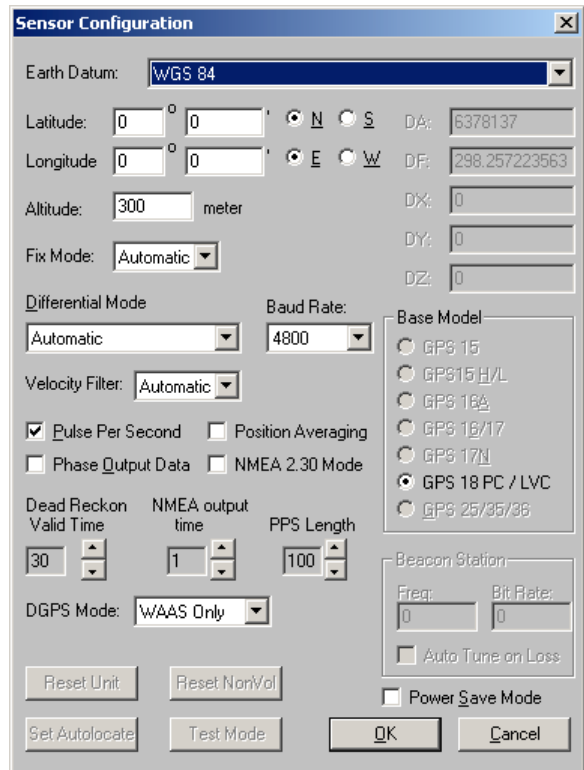 Sensor Configuration
Earth Datum: WGS 84
Latitude: 0 ° 0 ' N S
Longitude 0 ° 0 ' E W
Altitude: 300 meter
Fix Mode: Automatic
DA: 6378137
DF: 298.257223563
DX: 0
DY: 0
DZ: 0
Differential Mode
Automatic
Baud Rate:
4800
Velocity Filter: Automatic
Pulse Per Second
Position Averaging
Phase Output Data
NMEA 2.30 Mode
Base Model
GPS 15
GPS15 H/L
GPS 16A
GPS 16/17
GPS 17N
GPS 18 PC / LVC
GPS 25/35/36
Dead Reckon
Valid Time
30
NMEA output
time
1
PPS Length
100
DGPS Mode: WAAS Only
Beacon Station
Freq: Bit Rate:
0 0
Auto Tune on Loss
Power Save Mode
Reset Unit
Reset NonVol
Set Autolocate
Test Mode
OK
Cancel